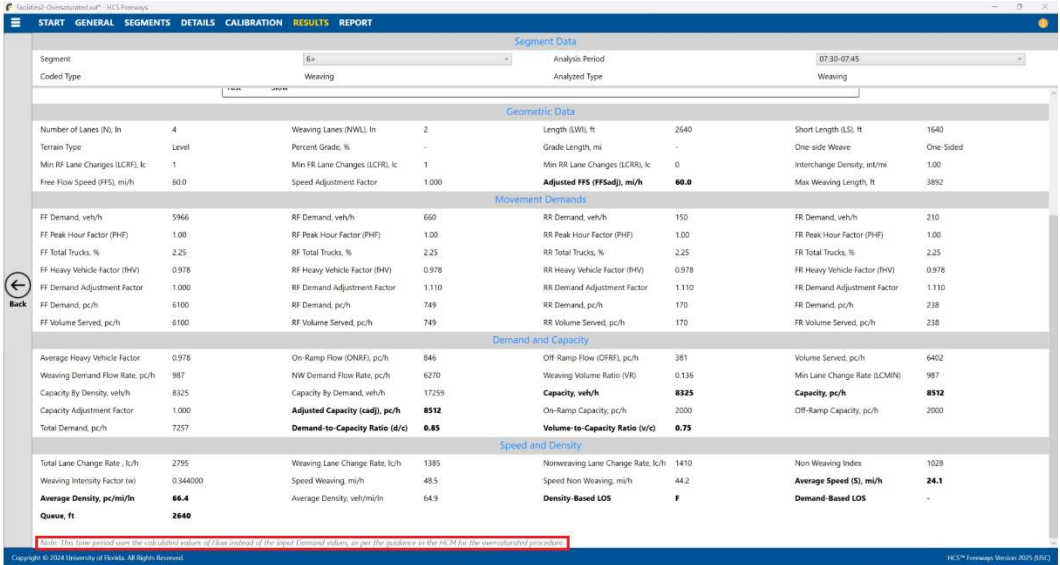 Facilities2-Oversaturated.xuf* - HCS Freeways
START GENERAL SEGMENTS DETAILS CALIBRATION RESULTS REPORT
Segment Data
Segment 6> Analysis Period 07:30-07:45
Coded Type Weaving Analyzed Type Weaving
Fast Slow
Geometric Data
Number of Lanes (N), ln 4 Weaving Lanes (NWL), ln 2 Length (LWI), ft 2640 Short Length (LS), ft 1640
Terrain Type Level Percent Grade, % - Grade Length, mi - One-side Weave One-Sided
Min RF Lane Changes (LCRF), lc 1 Min FR Lane Changes (LCFR), lc 1 Min RR Lane Changes (LCRR), lc 0 Interchange Density, int/mi 1.00
Free Flow Speed (FFS), mi/h 60.0 Speed Adjustment Factor 1.000 Adjusted FFS (FFSadj), mi/h 60.0 Max Weaving Length, ft 3892
Movement Demands
FF Demand, veh/h 5966 RF Demand, veh/h 660 RR Demand, veh/h 150 FR Demand, veh/h 210
FF Peak Hour Factor (PHF) 1.00 RF Peak Hour Factor (PHF) 1.00 RR Peak Hour Factor (PHF) 1.00 FR Peak Hour Factor (PHF) 1.00
FF Total Trucks, % 2.25 RF Total Trucks, % 2.25 RR Total Trucks, % 2.25 FR Total Trucks, % 2.25
FF Heavy Vehicle Factor (fHV) 0.978 RF Heavy Vehicle Factor (fHV) 0.978 RR Heavy Vehicle Factor (fHV) 0.978 FR Heavy Vehicle Factor (fHV) 0.978
Back FF Demand Adjustment Factor 1.000 RF Demand Adjustment Factor 1.110 RR Demand Adjustment Factor 1.110 FR Demand Adjustment Factor 1.110
FF Demand, pc/h 6100 RF Demand, pc/h 749 RR Demand, pc/h 170 FR Demand, pc/h 238
FF Volume Served, pc/h 6100 RF Volume Served, pc/h 749 RR Volume Served, pc/h 170 FR Volume Served, pc/h 238
Demand and Capacity
Average Heavy Vehicle Factor 0.978 On-Ramp Flow (ONRF), pc/h 846 Off-Ramp Flow (OFRF), pc/h 381 Volume Served, pc/h 6402
Weaving Demand Flow Rate, pc/h 987 NW Demand Flow Rate, pc/h 6270 Weaving Volume Ratio (VR) 0.136 Min Lane Change Rate (LCMIN) 987
Capacity By Density, veh/h 8325 Capacity By Demand, veh/h 17259 Capacity, veh/h 8325 Capacity, pc/h 8512
Capacity Adjustment Factor 1.000 Adjusted Capacity (cadj), pc/h 8512 On-Ramp Capacity, pc/h 2000 Off-Ramp Capacity, pc/h 2000
Total Demand, pc/h 7257 Demand-to-Capacity Ratio (d/c) 0.85 Volume-to-Capacity Ratio (v/c) 0.75
Speed and Density
Total Lane Change Rate , lc/h 2795 Weaving Lane Change Rate, lc/h 1385 Nonweaving Lane Change Rate, lc/h 1410 Non Weaving Index 1028
Weaving Intensity Factor (w) 0.344000 Speed Weaving, mi/h 48.5 Speed Non Weaving, mi/h 44.2 Average Speed (S), mi/h 24.1
Average Density, pc/mi/ln 66.4 Average Density, veh/mi/ln 64.9 Density-Based LOS F Demand-Based LOS -
Queue, ft 2640
Note: This time period uses the calculated values of Flow instead of the input Demand values, as per the guidance in the HCM for the oversaturated procedure
Copyright © 2024 University of Florida. All Rights Reserved. HCS™ Freeways Version 2025 (USC)